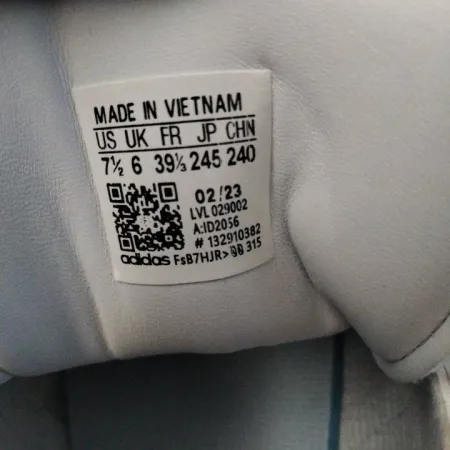 MADE IN VIETNAM
US UK FR JP CHN
7½ 6 39⅓ 245 240
02/23
LVL 029002
A:ID2056
# 132910382
adidas FsB7HJR> 315